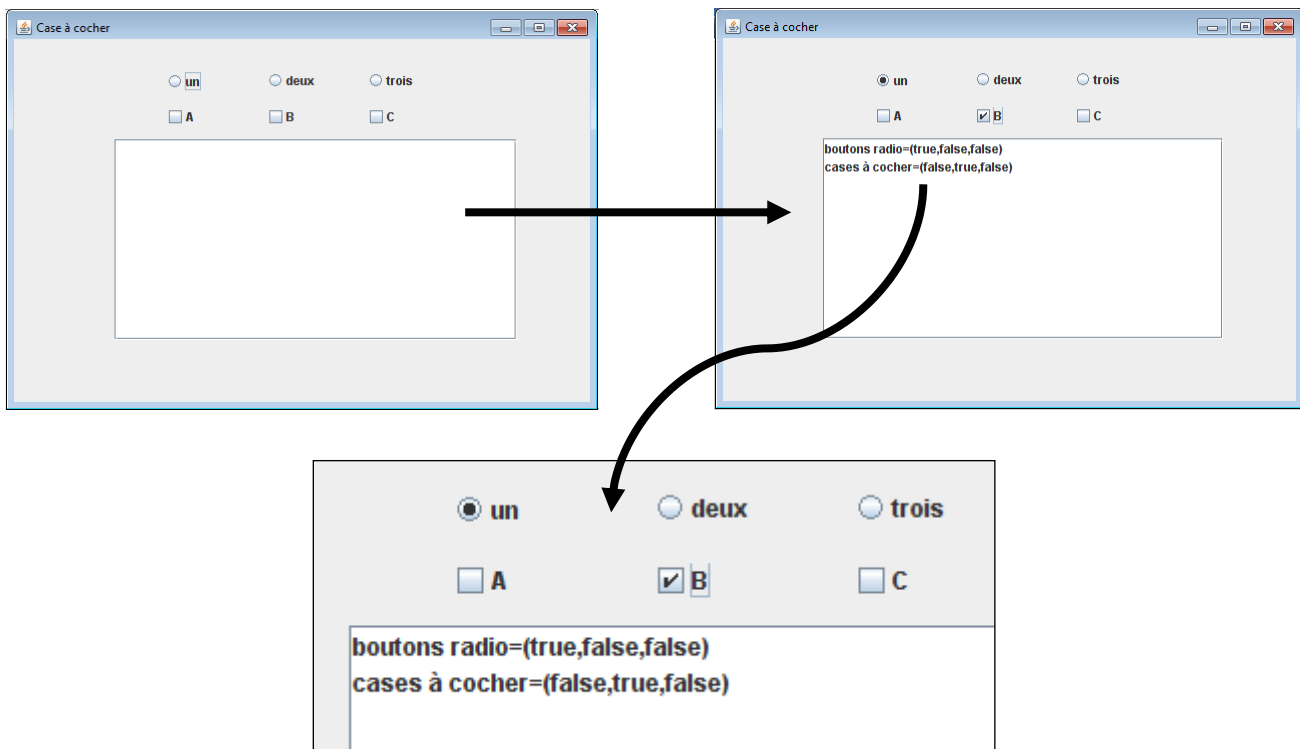 Case à cocher
un deux trois
A B C
Case à cocher
un deux trois
A B C
boutons radio=(true,false,false)
cases à cocher=(false,true,false)
un deux trois
A B C
boutons radio=(true,false,false)
cases à cocher=(false,true,false)